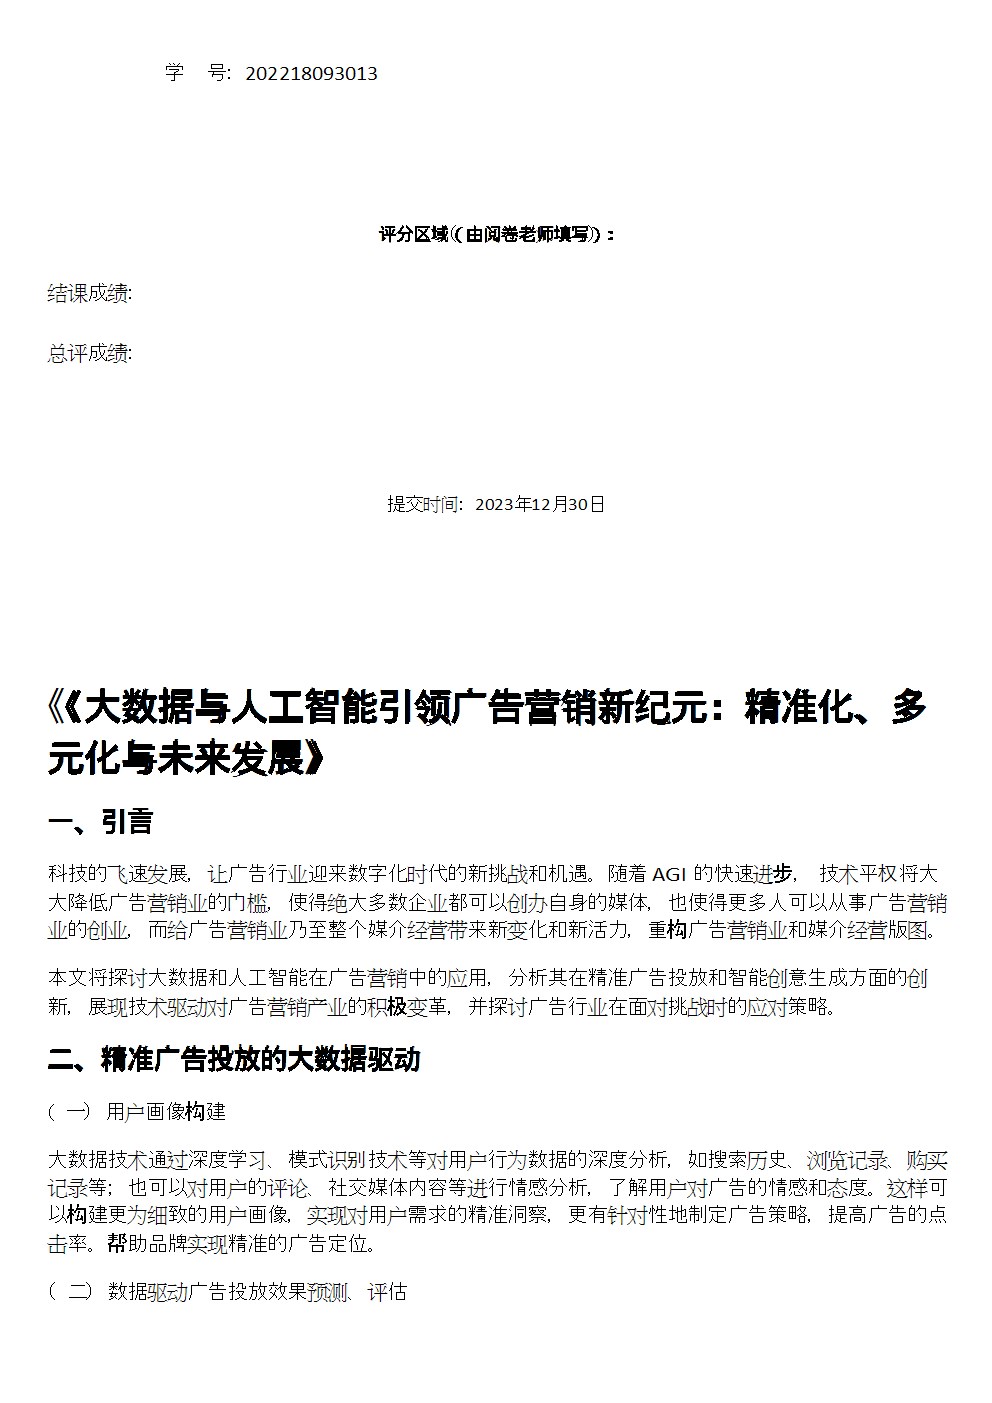 学 号: 202218093013
评分区域((由阅卷老师填写)):
结课成绩:
总评成绩:
提交时间: 2023年12月30日
《《大数据与人工智能引领广告营销新纪元：精准化、多
元化与未来发展》
一、引言
科技的飞速发展, 让广告行业迎来数字化时代的新挑战和机遇。随着 AGI 的快速进步, 技术平权将大
大降低广告营销业的门槛, 使得绝大多数企业都可以创办自身的媒体, 也使得更多人可以从事广告营销
业的创业, 而给广告营销业乃至整个媒介经营带来新变化和新活力, 重构广告营销业和媒介经营版图。
本文将探讨大数据和人工智能在广告营销中的应用, 分析其在精准广告投放和智能创意生成方面的创
新, 展现技术驱动对广告营销产业的积极变革, 并探讨广告行业在面对挑战时的应对策略。
二、精准广告投放的大数据驱动
( 一) 用户画像构建
大数据技术通过深度学习、模式识别技术等对用户行为数据的深度分析, 如搜索历史、浏览记录、购买
记录等; 也可以对用户的评论、社交媒体内容等进行情感分析, 了解用户对广告的情感和态度。这样可
以构建更为细致的用户画像, 实现对用户需求的精准洞察, 更有针对性地制定广告策略, 提高广告的点
击率。帮助品牌实现精准的广告定位。
( 二) 数据驱动广告投放效果预测、评估